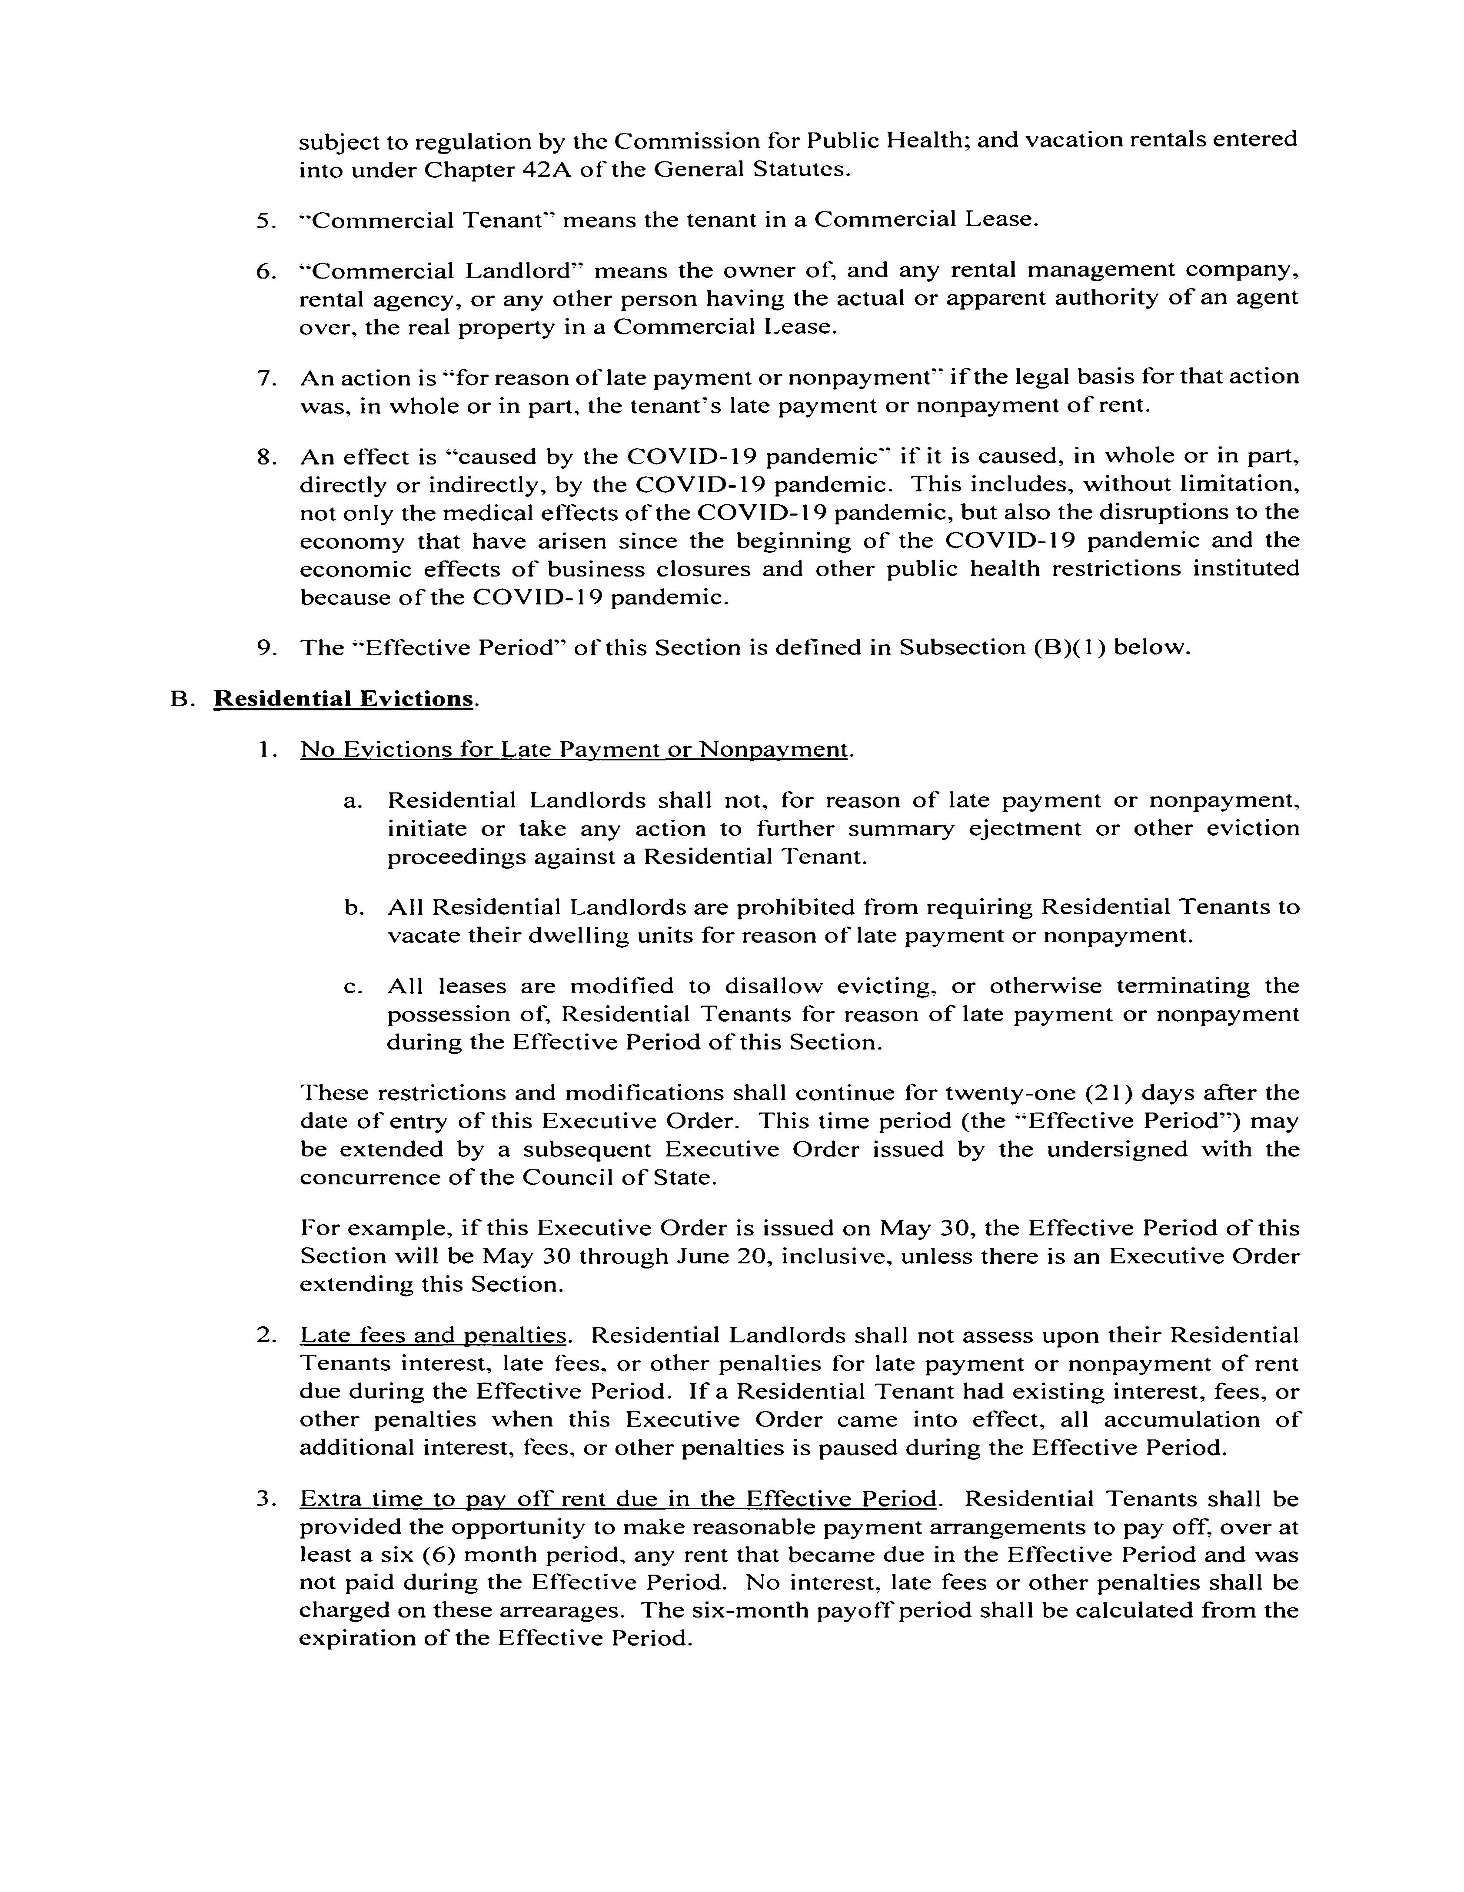 subject to regulation by the Commission for Public Health; and vacation rentals entered
into under Chapter 42A of the General Statutes.
5. "Commercial Tenant" means the tenant in a Commercial Lease.
6. "Commercial Landlord" means the owner of, and any rental management company,
rental agency, or any other person having the actual or apparent authority of an agent
over, the real property in a Commercial Lease.
7. An action is "for reason of late payment or nonpayment" if the legal basis for that action
was, in whole or in part, the tenant's late payment or nonpayment of rent.
8. An effect is "caused by the COVID-19 pandemic" if it is caused, in whole or in part,
directly or indirectly, by the COVID-19 pandemic. This includes, without limitation,
not only the medical effects of the COVID-19 pandemic, but also the disruptions to the
economy that have arisen since the beginning of the COVID-19 pandemic and the
economic effects of business closures and other public health restrictions instituted
because of the COVID-19 pandemic.
9. The "Effective Period" of this Section is defined in Subsection (B)(1) below.
B. Residential Evictions.
1. No Evictions for Late Payment or Nonpayment.
a. Residential Landlords shall not, for reason of late payment or nonpayment,
initiate or take any action to further summary ejectment or other eviction
proceedings against a Residential Tenant.
b. All Residential Landlords are prohibited from requiring Residential Tenants to
vacate their dwelling units for reason of late payment or nonpayment.
c. All leases are modified to disallow evicting, or otherwise terminating the
possession of, Residential Tenants for reason of late payment or nonpayment
during the Effective Period of this Section.
These restrictions and modifications shall continue for twenty-one (21) days after the
date of entry of this Executive Order. This time period (the "Effective Period") may
be extended by a subsequent Executive Order issued by the undersigned with the
concurrence of the Council of State.
For example, if this Executive Order is issued on May 30, the Effective Period of this
Section will be May 30 through June 20, inclusive, unless there is an Executive Order
extending this Section.
2. Late fees and penalties. Residential Landlords shall not assess upon their Residential
Tenants interest, late fees, or other penalties for late payment or nonpayment of rent
due during the Effective Period. If a Residential Tenant had existing interest, fees, or
other penalties when this Executive Order came into effect, all accumulation of
additional interest, fees, or other penalties is paused during the Effective Period.
3. Extra time to pay off rent due in the Effective Period. Residential Tenants shall be
provided the opportunity to make reasonable payment arrangements to pay off, over at
least a six (6) month period, any rent that became due in the Effective Period and was
not paid during the Effective Period. No interest, late fees or other penalties shall be
charged on these arrearages. The six-month payoff period shall be calculated from the
expiration of the Effective Period.